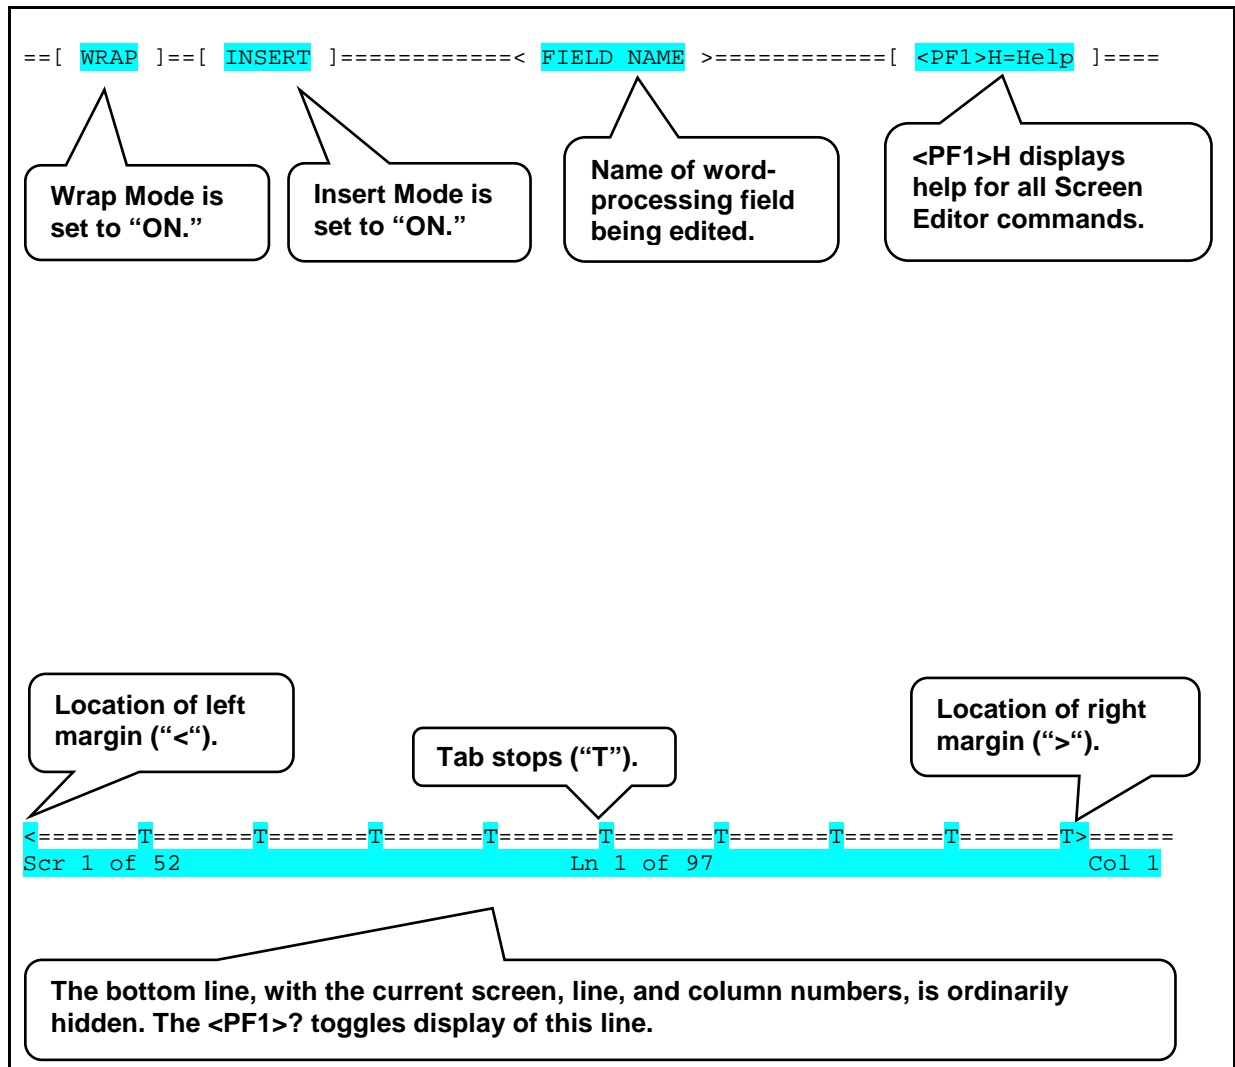 ==[ WRAP ]==[ INSERT ]============< FIELD NAME >============[ <PF1>H=Help ]====
Wrap Mode is
set to “ON.”
Insert Mode is
set to “ON.”
Name of word-
processing field
being edited.
<PF1>H displays
help for all Screen
Editor commands.
Location of left
margin (“<“).
Tab stops (“T”).
Location of right
margin (“>“).
<=======T=======T=======T=======T=======T=======T=======T=======T=======T>======
Scr 1 of 52 Ln 1 of 97 Col 1
The bottom line, with the current screen, line, and column numbers, is ordinarily
hidden. The <PF1>? toggles display of this line.